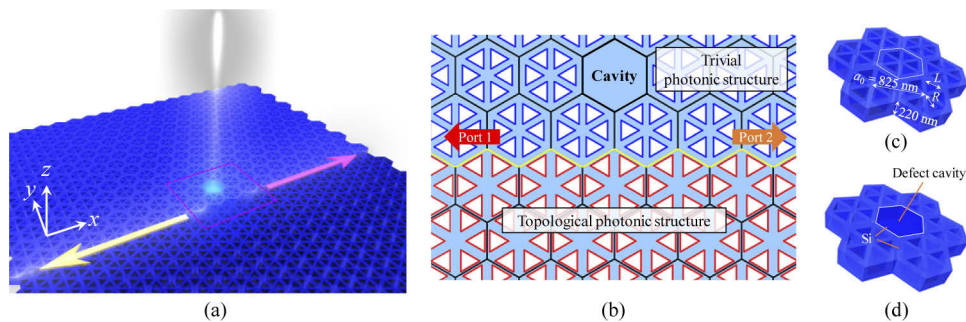 z
y
x
(a)
Trivial
photonic structure
Cavity
Port 1
Port 2
Topological photonic structure
(b)
a₀ = 825 nm
L
R
220 nm
(c)
Defect cavity
Si
(d)